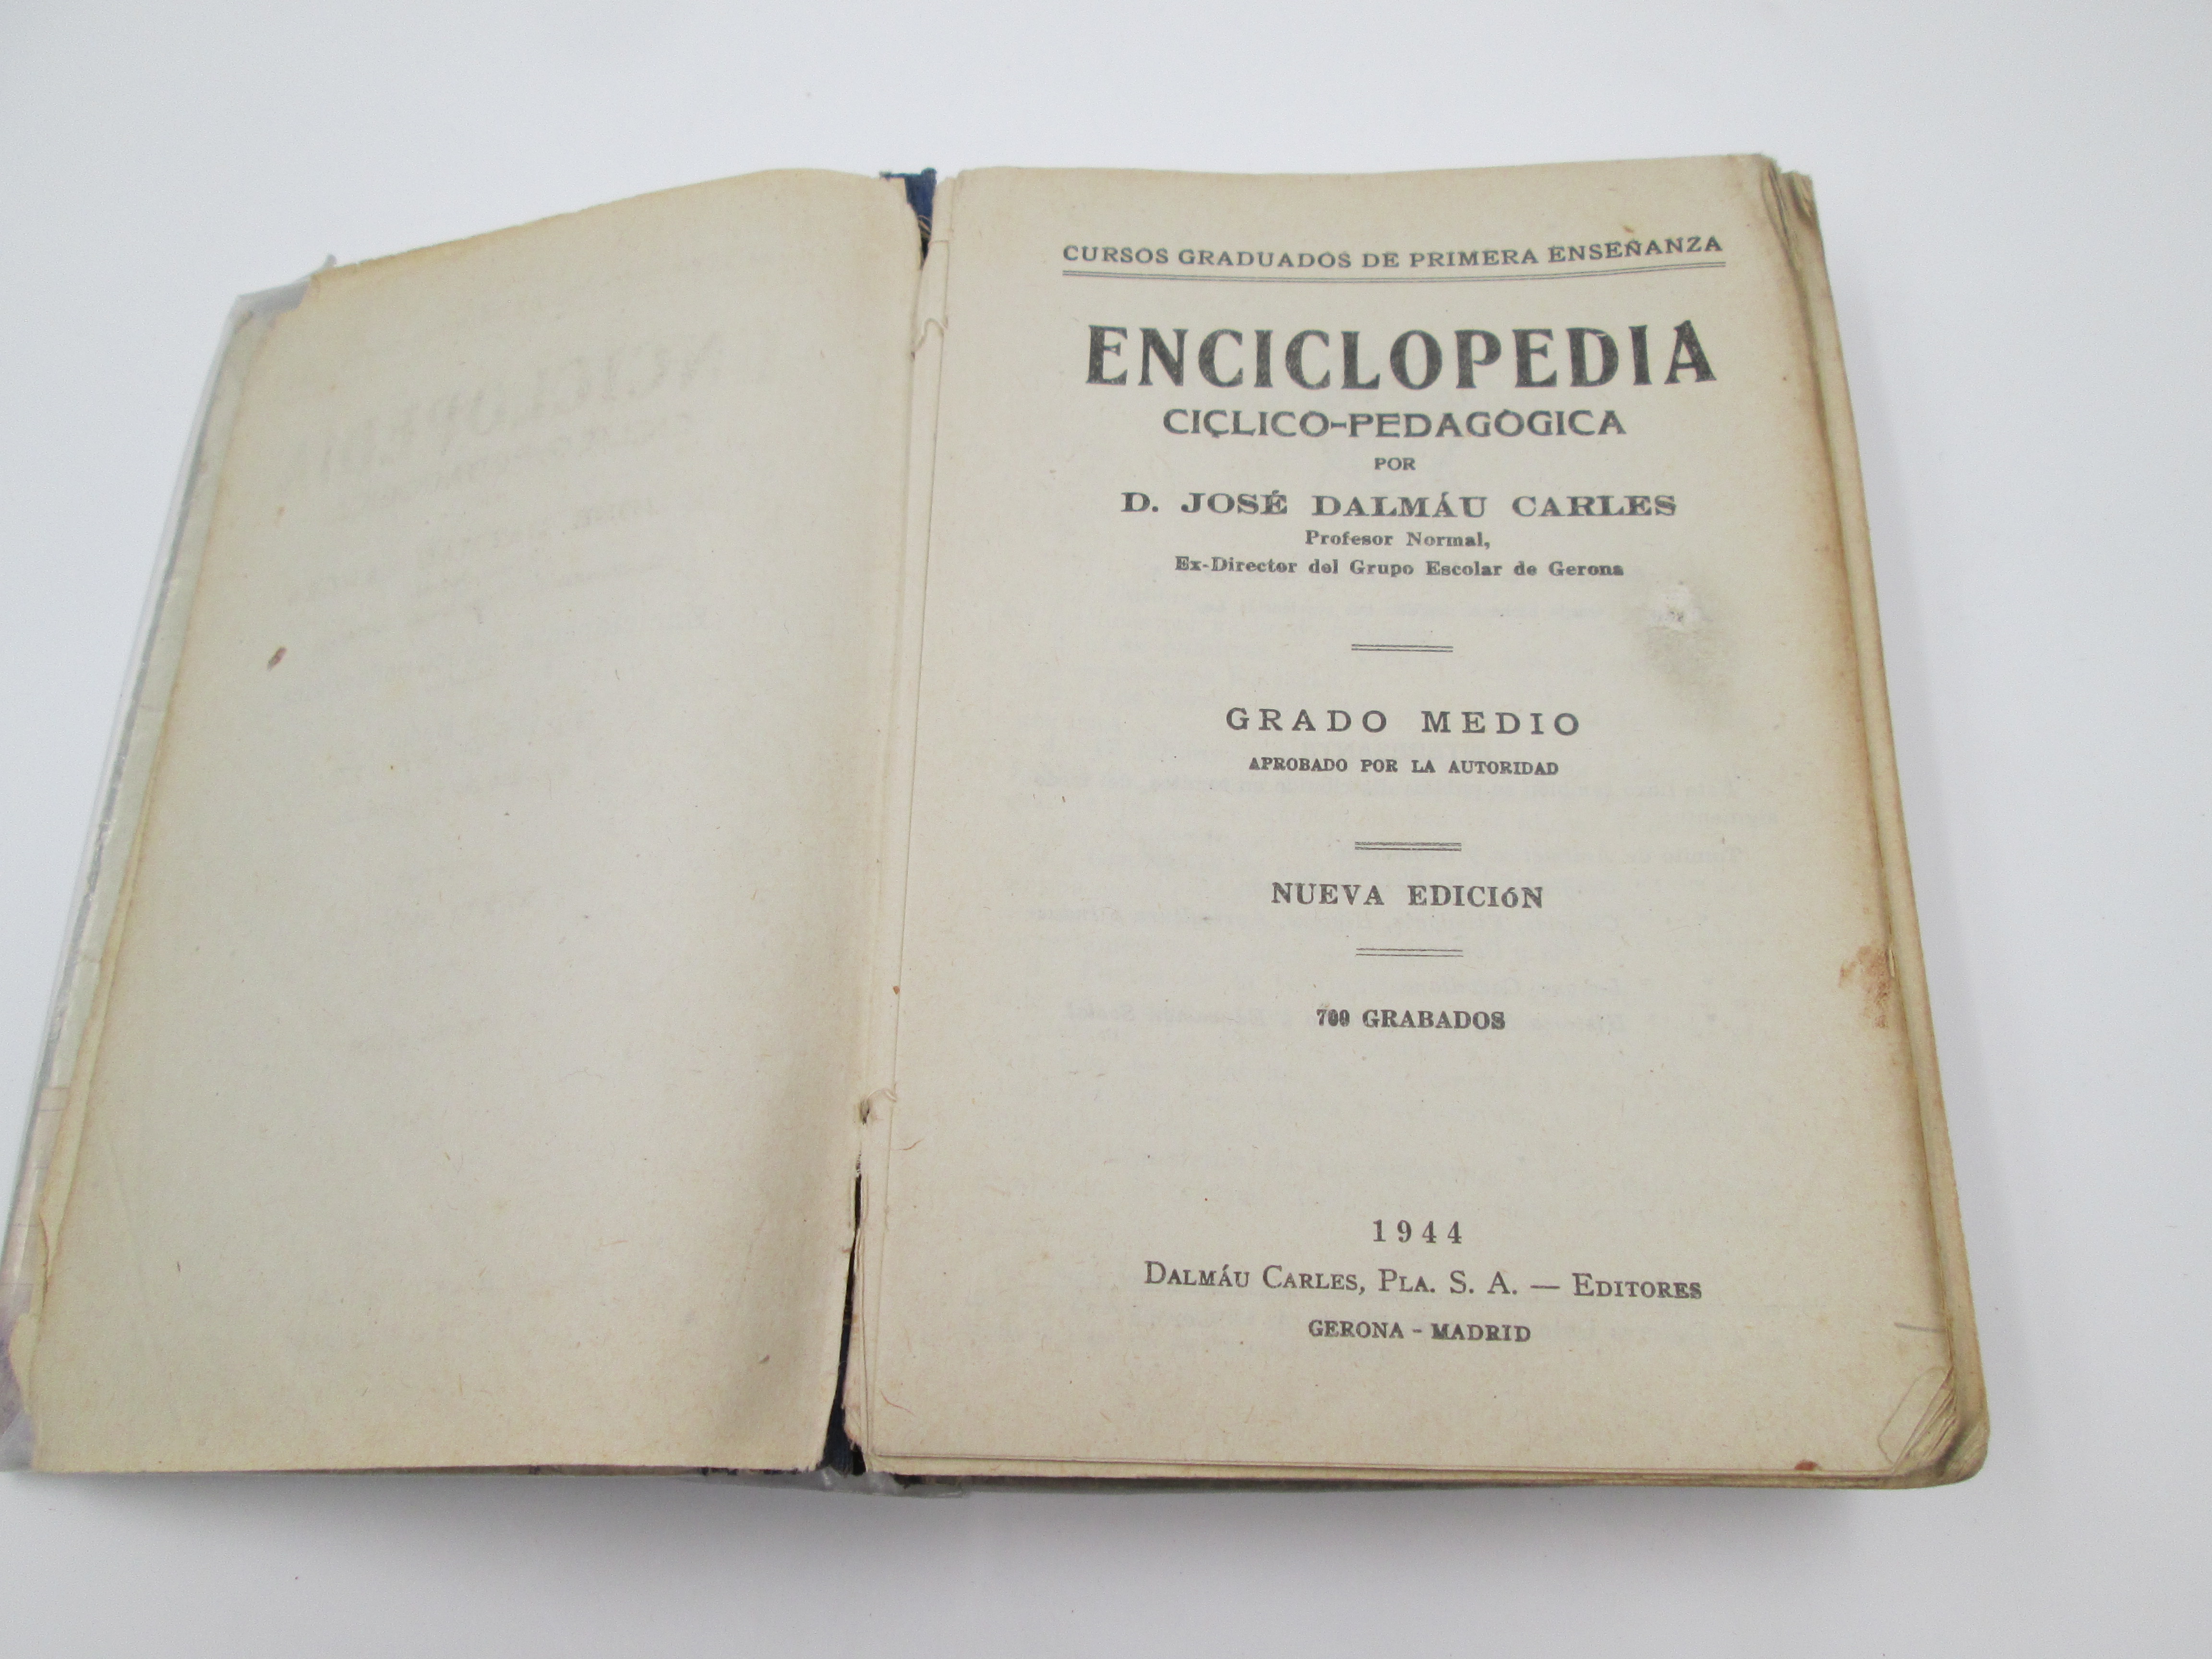 CURSOS GRADUADOS DE PRIMERA ENSEÑANZA
ENCICLOPEDIA
CICLICO-PEDAGÓGICA
POR
D. JOSÉ DALMÁU CARLES
Profesor Normal,
Ex-Director del Grupo Escolar de Gerona
GRADO MEDIO
APROBADO POR LA AUTORIDAD
NUEVA EDICIÓN
700 GRABADOS
1944
DALMÁU CARLES, PLA. S. A. — EDITORES
GERONA - MADRID